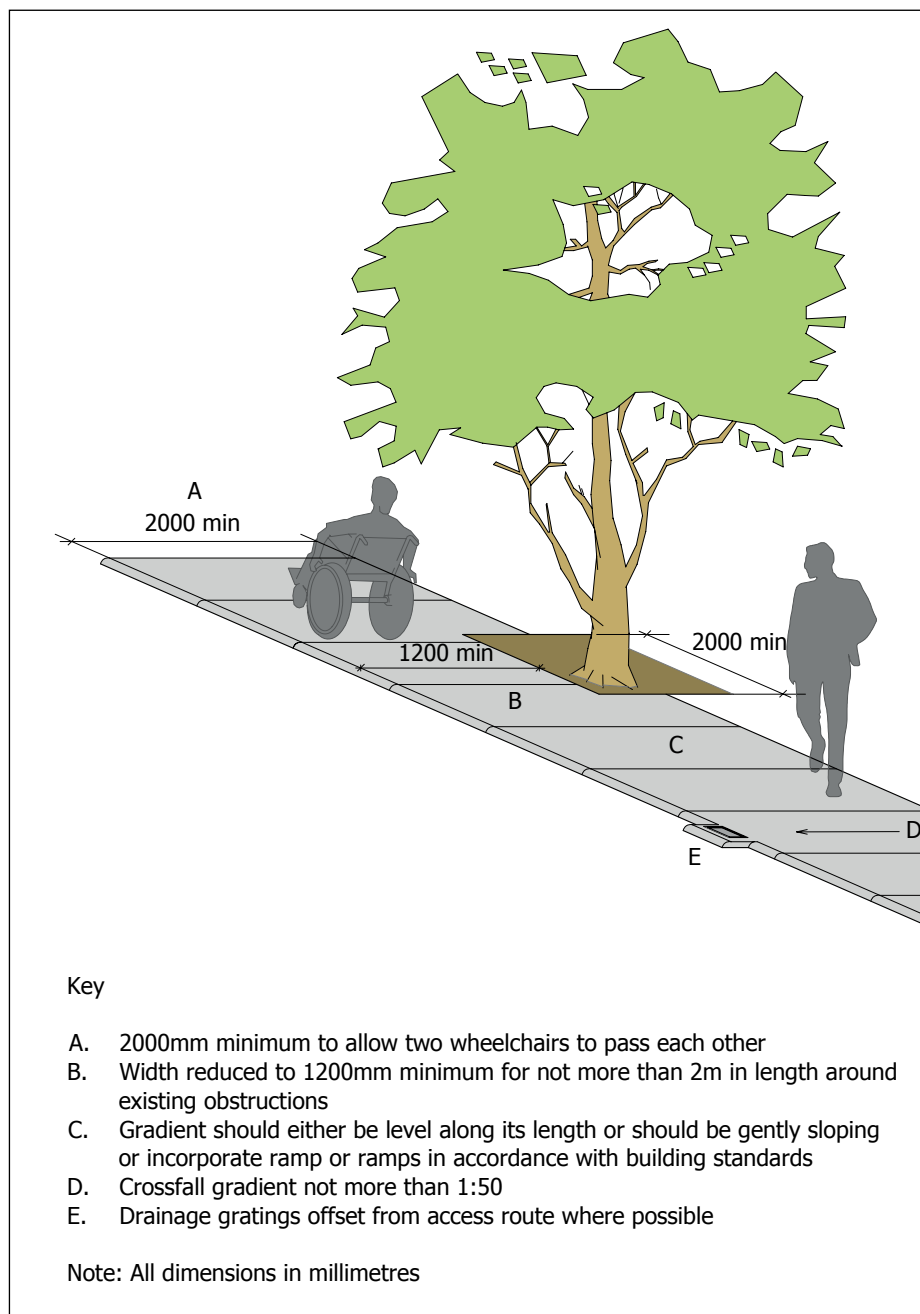 A
2000 min
1200 min
2000 min
B
C
D
E
Key
A. 2000mm minimum to allow two wheelchairs to pass each other
B. Width reduced to 1200mm minimum for not more than 2m in length around
existing obstructions
C. Gradient should either be level along its length or should be gently sloping
or incorporate ramp or ramps in accordance with building standards
D. Crossfall gradient not more than 1:50
E. Drainage gratings offset from access route where possible
Note: All dimensions in millimetres